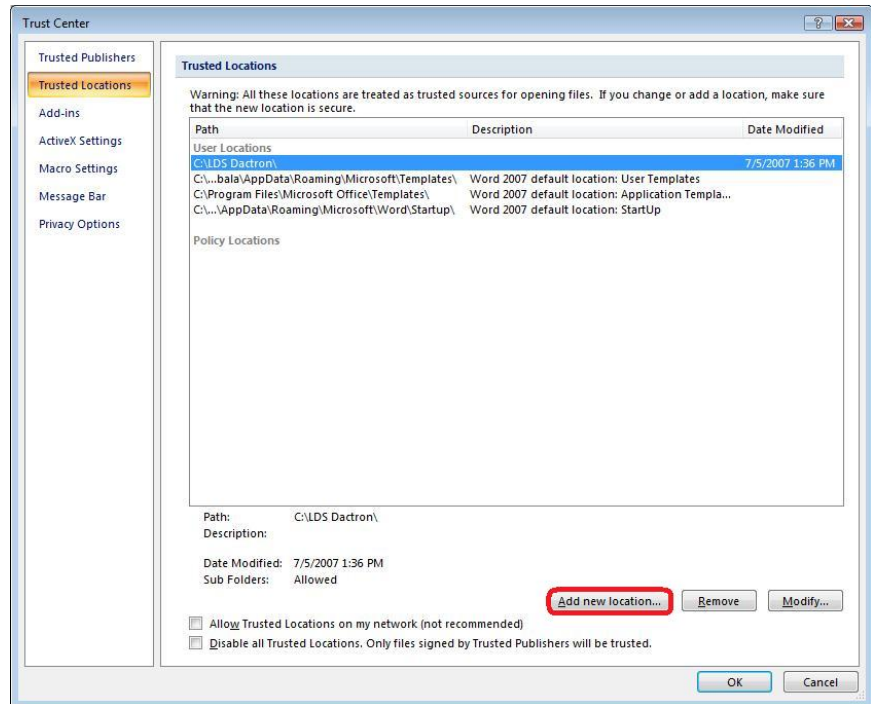 Trust Center
Trusted Publishers
Trusted Locations
Add-ins
ActiveX Settings
Macro Settings
Message Bar
Privacy Options
Trusted Locations
Warning: All these locations are treated as trusted sources for opening files. If you change or add a location, make sure
that the new location is secure.
Path Description Date Modified
User Locations
C:\LDS Dactron\ 7/5/2007 1:36 PM
C:\...bala\AppData\Roaming\Microsoft\Templates\ Word 2007 default location: User Templates
C:\Program Files\Microsoft Office\Templates\ Word 2007 default location: Application Templa...
C:\...\AppData\Roaming\Microsoft\Word\Startup\ Word 2007 default location: StartUp
Policy Locations
Path: C:\LDS Dactron\
Description:
Date Modified: 7/5/2007 1:36 PM
Sub Folders: Allowed
Add new location... Remove Modify...
Allow Trusted Locations on my network (not recommended)
Disable all Trusted Locations. Only files signed by Trusted Publishers will be trusted.
OK Cancel